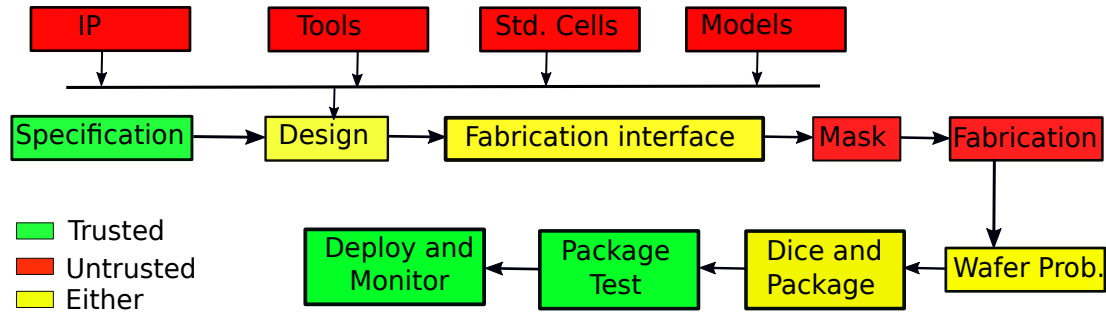 IP
Tools
Std. Cells
Models
Specification
Design
Fabrication interface
Mask
Fabrication
Trusted
Untrusted
Either
Deploy and
Monitor
Package
Test
Dice and
Package
Wafer Prob.